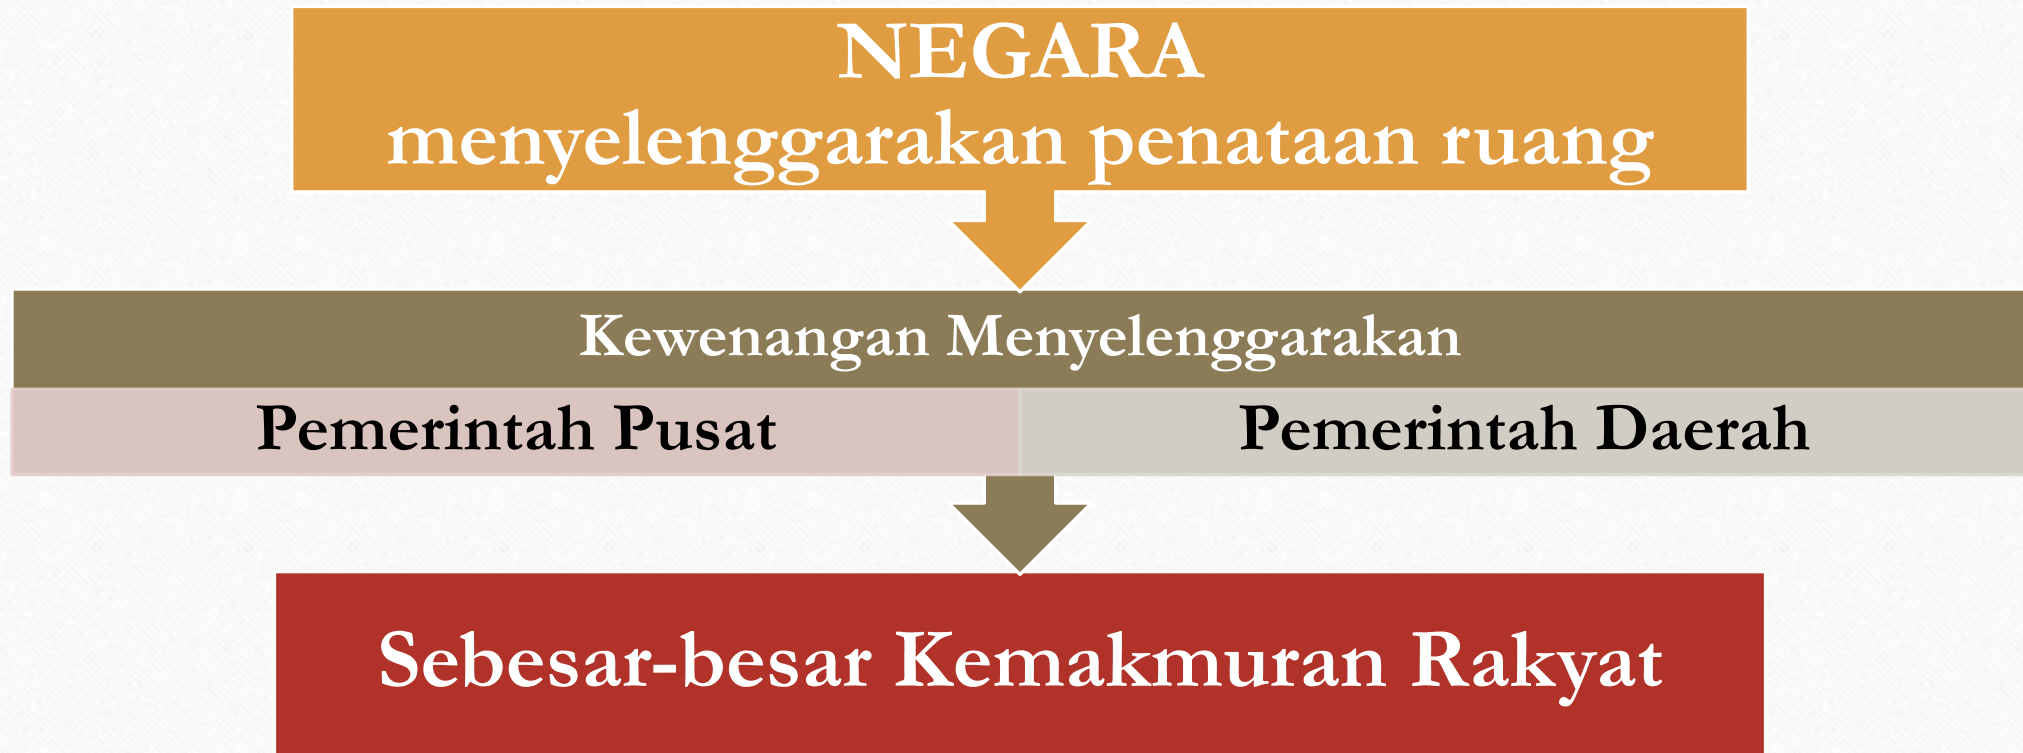 NEGARA
menyelenggarakan penataan ruang
Kewenangan Menyelenggarakan
Pemerintah Pusat
Pemerintah Daerah
Sebesar-besar Kemakmuran Rakyat